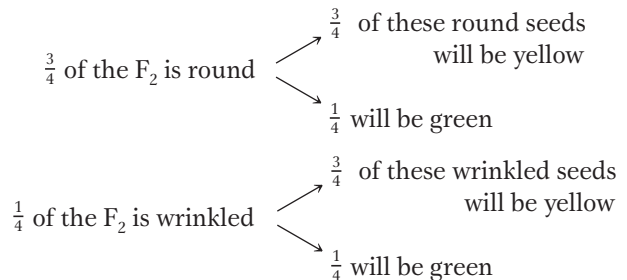 3/4 of these round seeds
will be yellow
3/4 of the F₂ is round
1/4 will be green
3/4 of these wrinkled seeds
will be yellow
1/4 of the F₂ is wrinkled
1/4 will be green